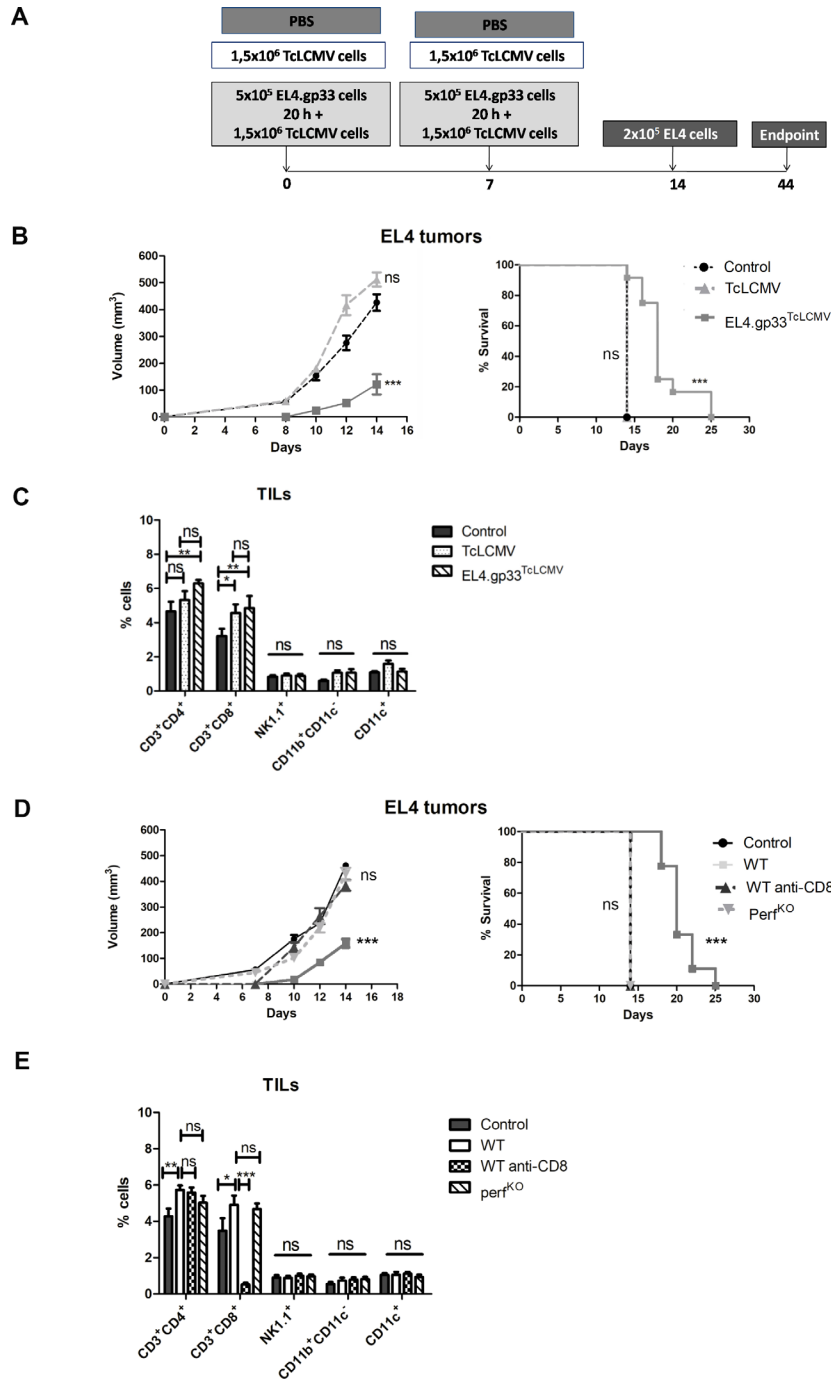 A
PBS
PBS
1,5x10⁶ TcLCMV cells
1,5x10⁶ TcLCMV cells
5x10⁵ EL4.gp33 cells
20 h +
1,5x10⁶ TcLCMV cells
5x10⁵ EL4.gp33 cells
20 h +
1,5x10⁶ TcLCMV cells
2x10⁵ EL4 cells
Endpoint
0
7
14
44
B
EL4 tumors
Volume (mm³)
600
500
400
300
200
100
0
0 2 4 6 8 10 12 14 16
Days
ns
***
% Survival
100
80
60
40
20
0
0 5 10 15 20 25 30
Days
ns
***
Control
TcLCMV
EL4.gp33ᵀᶜᴸᶜᴹⱽ
C
TILs
% cells
10
8
6
4
2
0
ns
**
ns
ns
**
*
ns
ns
ns
CD3⁺CD4⁺
CD3⁺CD8⁺
NK1.1⁺
CD11b⁺CD11c⁻
CD11c⁺
Control
TcLCMV
EL4.gp33ᵀᶜᴸᶜᴹⱽ
D
EL4 tumors
Volume (mm³)
600
500
400
300
200
100
0
0 2 4 6 8 10 12 14 16 18
Days
ns
***
% Survival
100
80
60
40
20
0
0 5 10 15 20 25 30
Days
ns
***
Control
WT
WT anti-CD8
Perfᴷᴼ
E
TILs
% cells
10
8
6
4
2
0
ns
** ns
ns
* ***
ns
ns
ns
CD3⁺CD4⁺
CD3⁺CD8⁺
NK1.1⁺
CD11b⁺CD11c⁻
CD11c⁺
Control
WT
WT anti-CD8
perfᴷᴼ